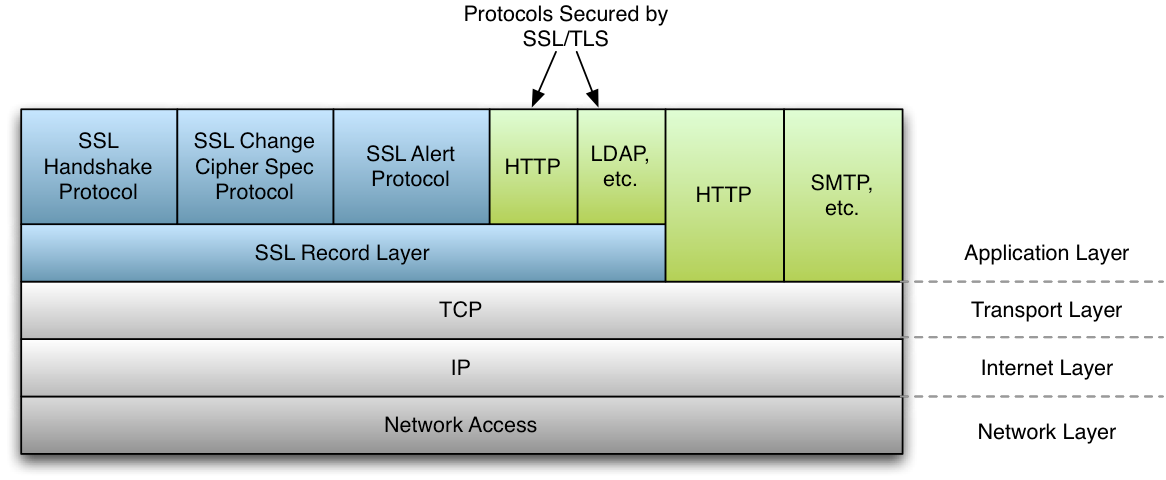 Protocols Secured by
SSL/TLS
SSL
Handshake
Protocol
SSL Change
Cipher Spec
Protocol
SSL Alert
Protocol
HTTP
LDAP,
etc.
HTTP
SMTP,
etc.
SSL Record Layer
Application Layer
TCP
Transport Layer
IP
Internet Layer
Network Access
Network Layer